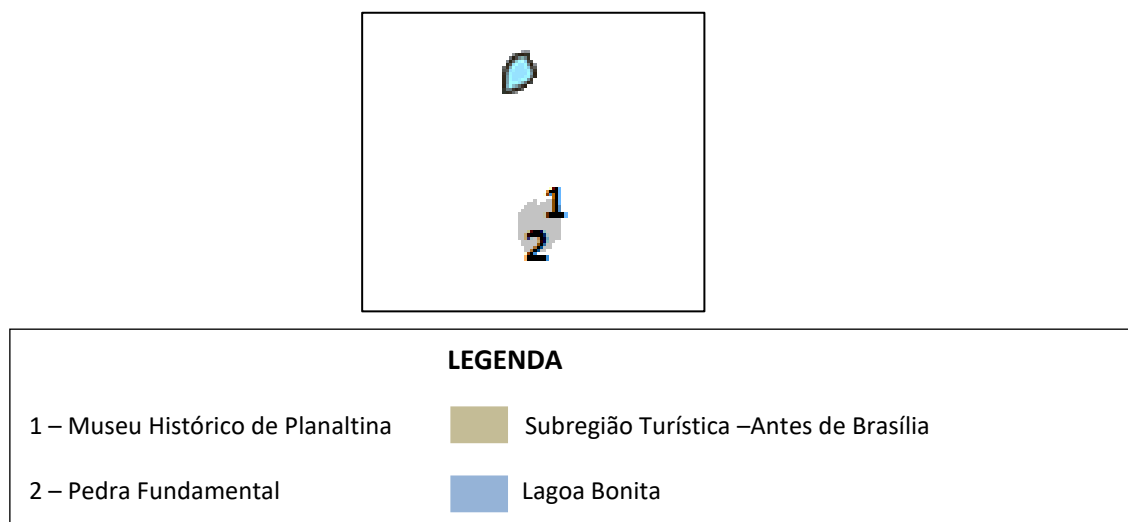 1
2
LEGENDA
1 – Museu Histórico de Planaltina
Subregião Turística –Antes de Brasília
2 – Pedra Fundamental
Lagoa Bonita